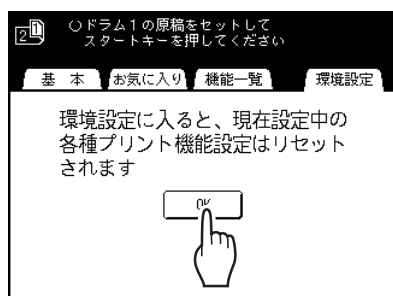 ○ドラム1の原稿をセットして
スタートキーを押してください
2 1
基 本 お気に入り 機能一覧 環境設定
環境設定に入ると、現在設定中の
各種プリント機能設定はリセット
されます
OK